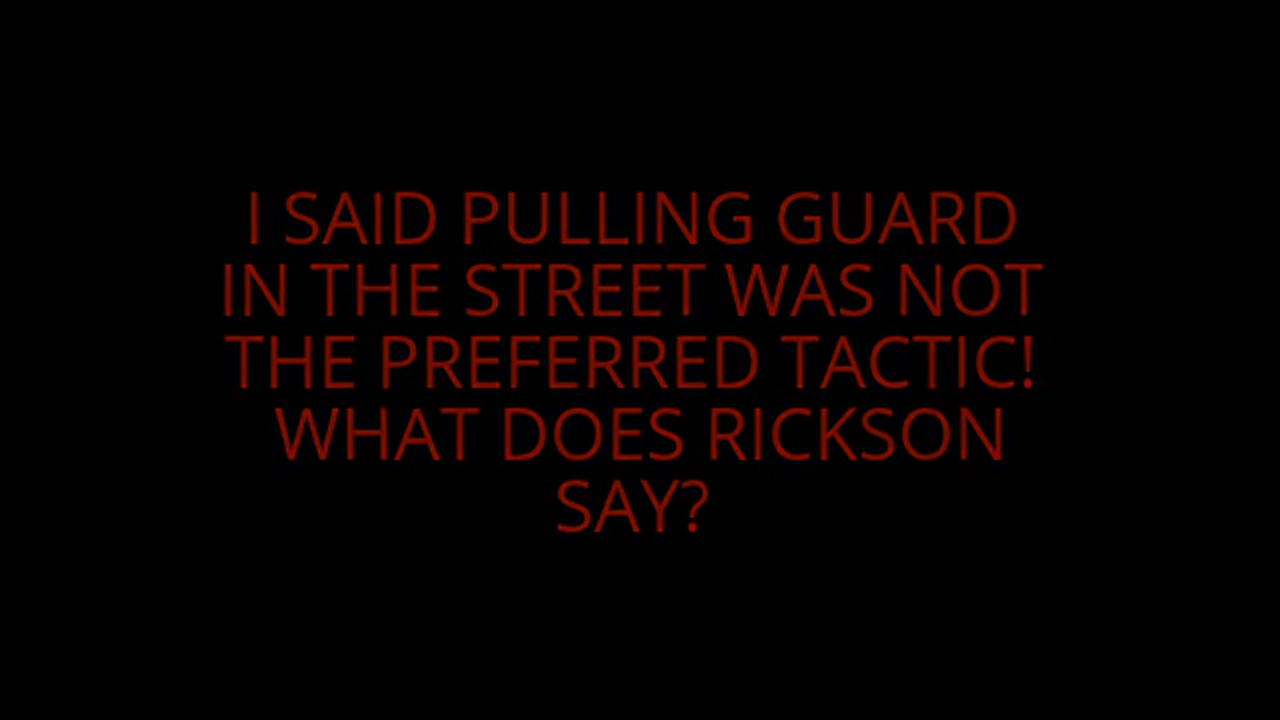 I SAID PULLING GUARD
IN THE STREET WAS NOT
THE PREFERRED TACTIC!
WHAT DOES RICKSON
SAY?